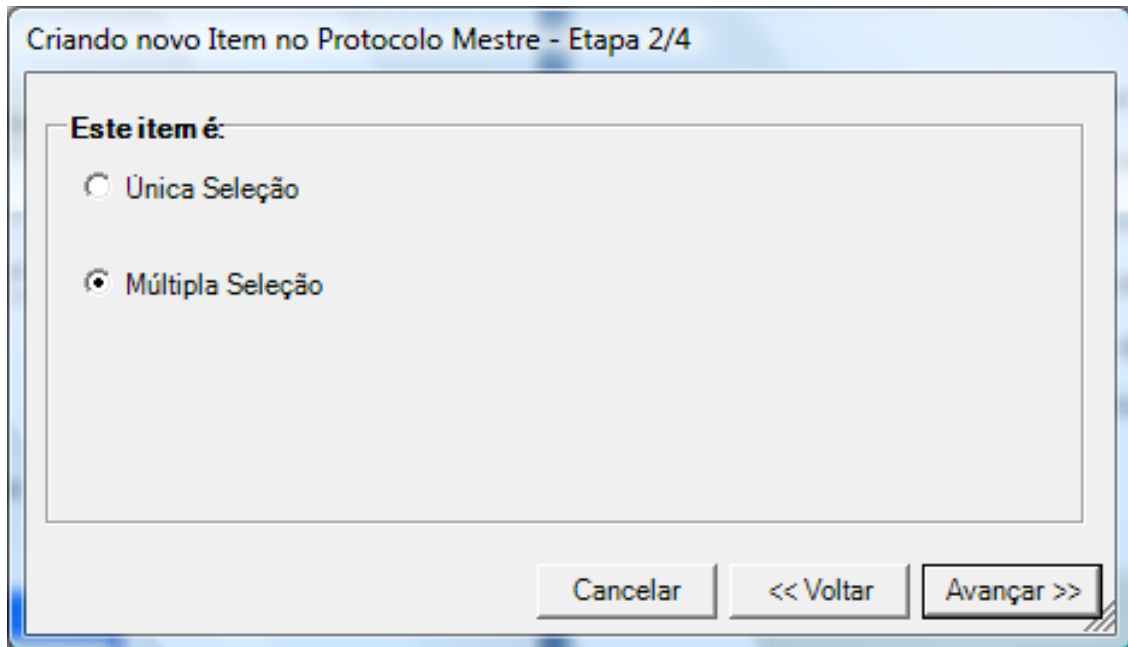 Criando novo Item no Protocolo Mestre - Etapa 2/4
Este item é:
Única Seleção
Múltipla Seleção
Cancelar
<< Voltar
Avançar >>